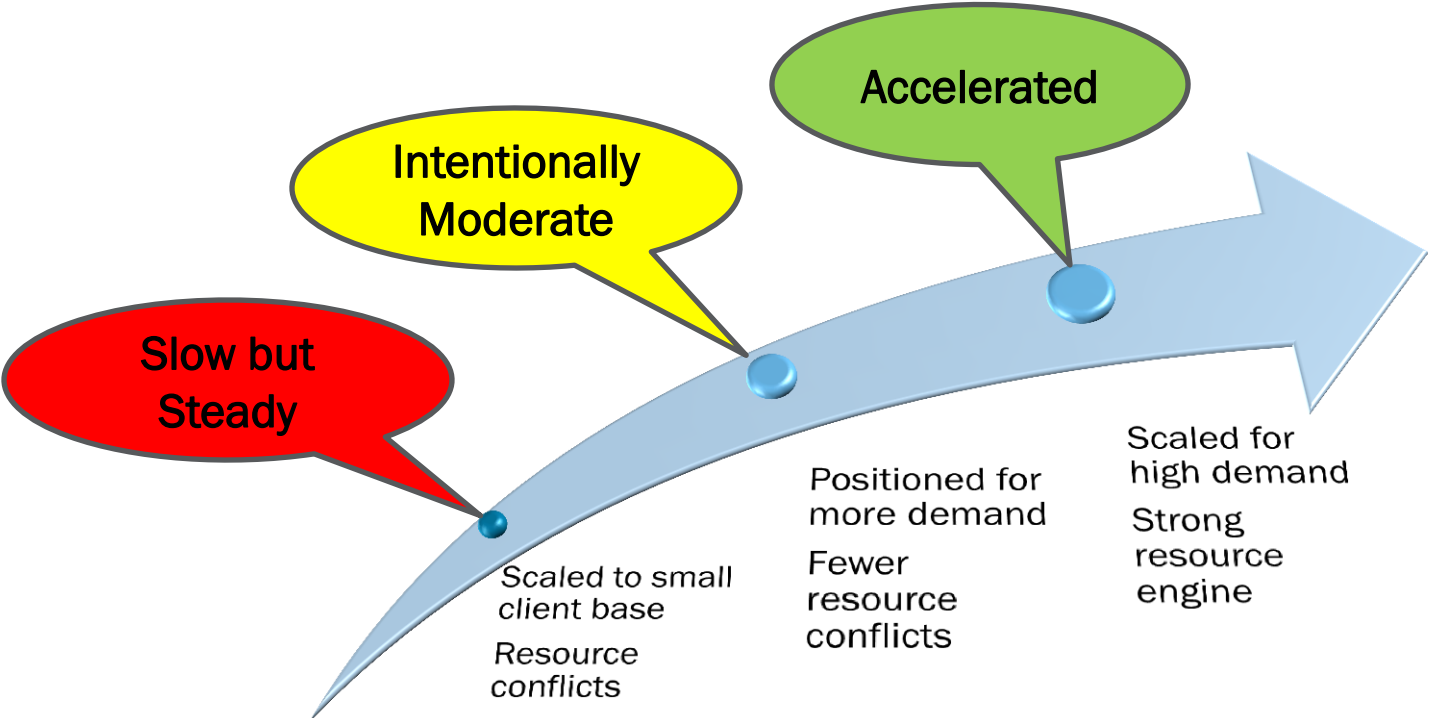 Accelerated
Intentionally
Moderate
Slow but
Steady
Scaled to small
client base
Resource
conflicts
Positioned for
more demand
Fewer
resource
conflicts
Scaled for
high demand
Strong
resource
engine